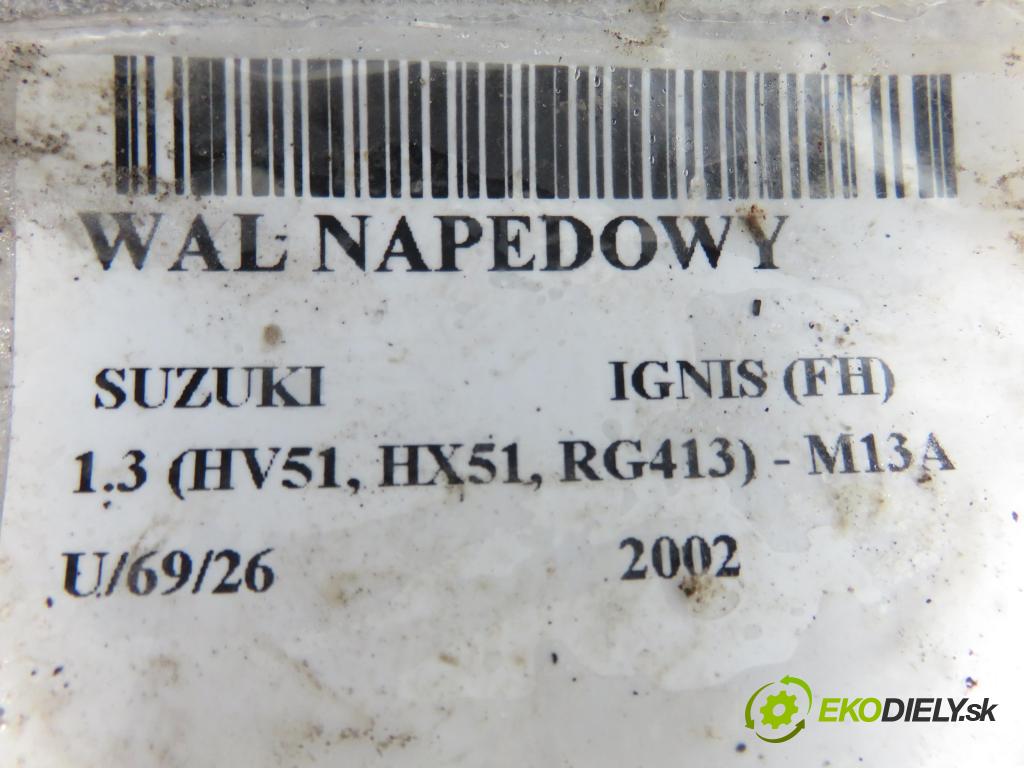 WAL NAPEDOWY
SUZUKI IGNIS (FH)
1.3 (HV51, HX51, RG413) - M13A
U/69/26 2002
EKODIELY.sk